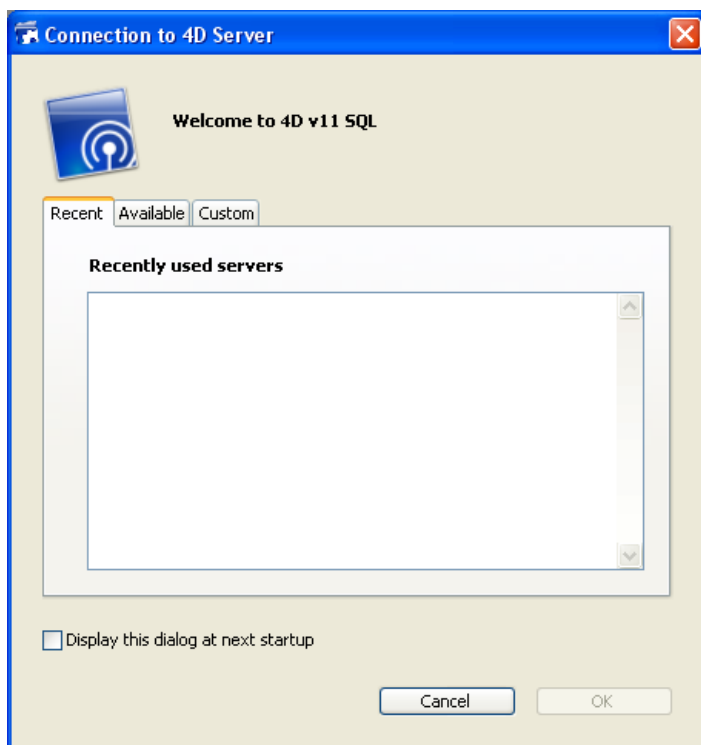 Connection to 4D Server
Welcome to 4D v11 SQL
Recent Available Custom
Recently used servers
Display this dialog at next startup
Cancel OK